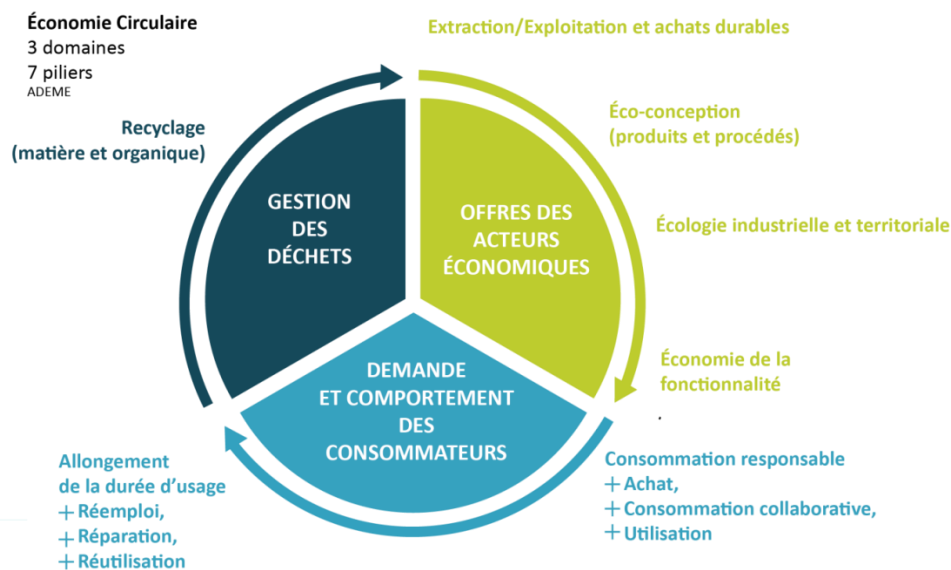 Économie Circulaire
3 domaines
7 piliers
ADEME
Extraction/Exploitation et achats durables
Éco-conception
(produits et procédés)
Écologie industrielle et territoriale
Économie de la
fonctionnalité
OFFRES DES
ACTEURS
ÉCONOMIQUES
Consommation responsable
+ Achat,
+ Consommation collaborative,
+ Utilisation
DEMANDE
ET COMPORTEMENT
DES
CONSOMMATEURS
Allongement
de la durée d'usage
+ Réemploi,
+ Réparation,
+ Réutilisation
GESTION
DES
DÉCHETS
Recyclage
(matière et organique)